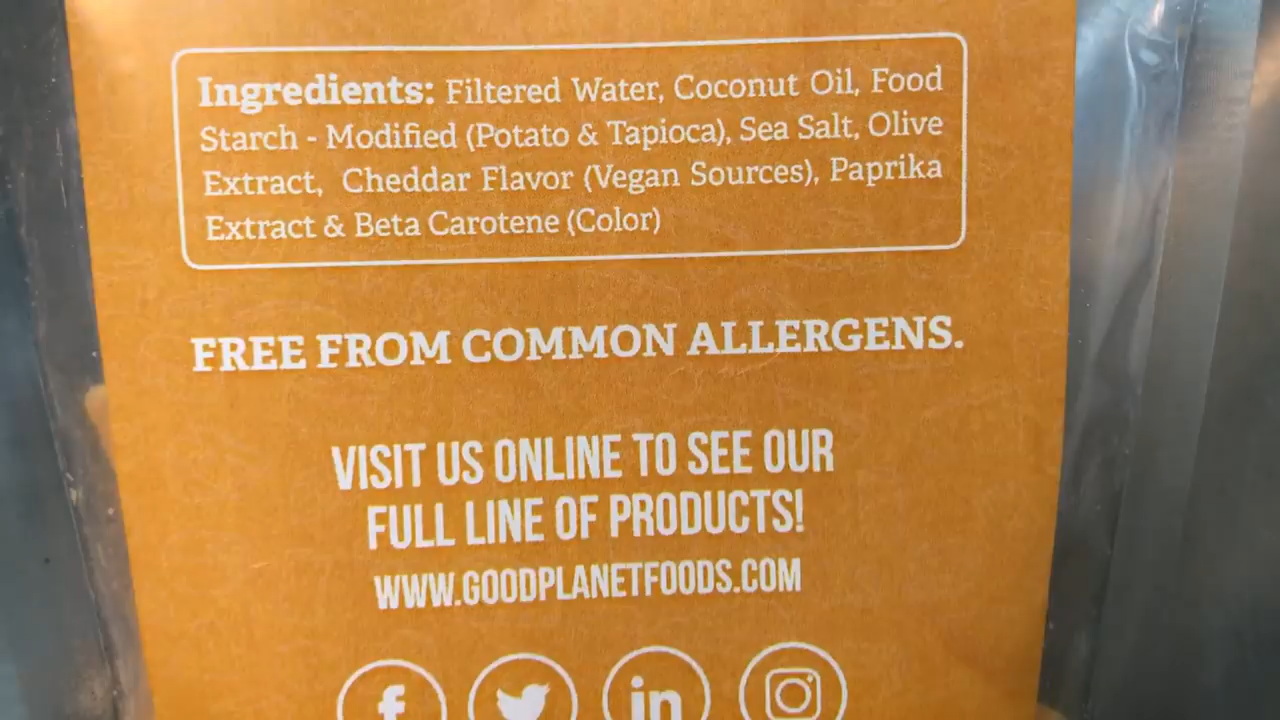 Ingredients: Filtered Water, Coconut Oil, Food
Starch - Modified (Potato & Tapioca), Sea Salt, Olive
Extract, Cheddar Flavor (Vegan Sources), Paprika
Extract & Beta Carotene (Color)
FREE FROM COMMON ALLERGENS.
VISIT US ONLINE TO SEE OUR
FULL LINE OF PRODUCTS!
WWW.GOODPLANETFOODS.COM
f in